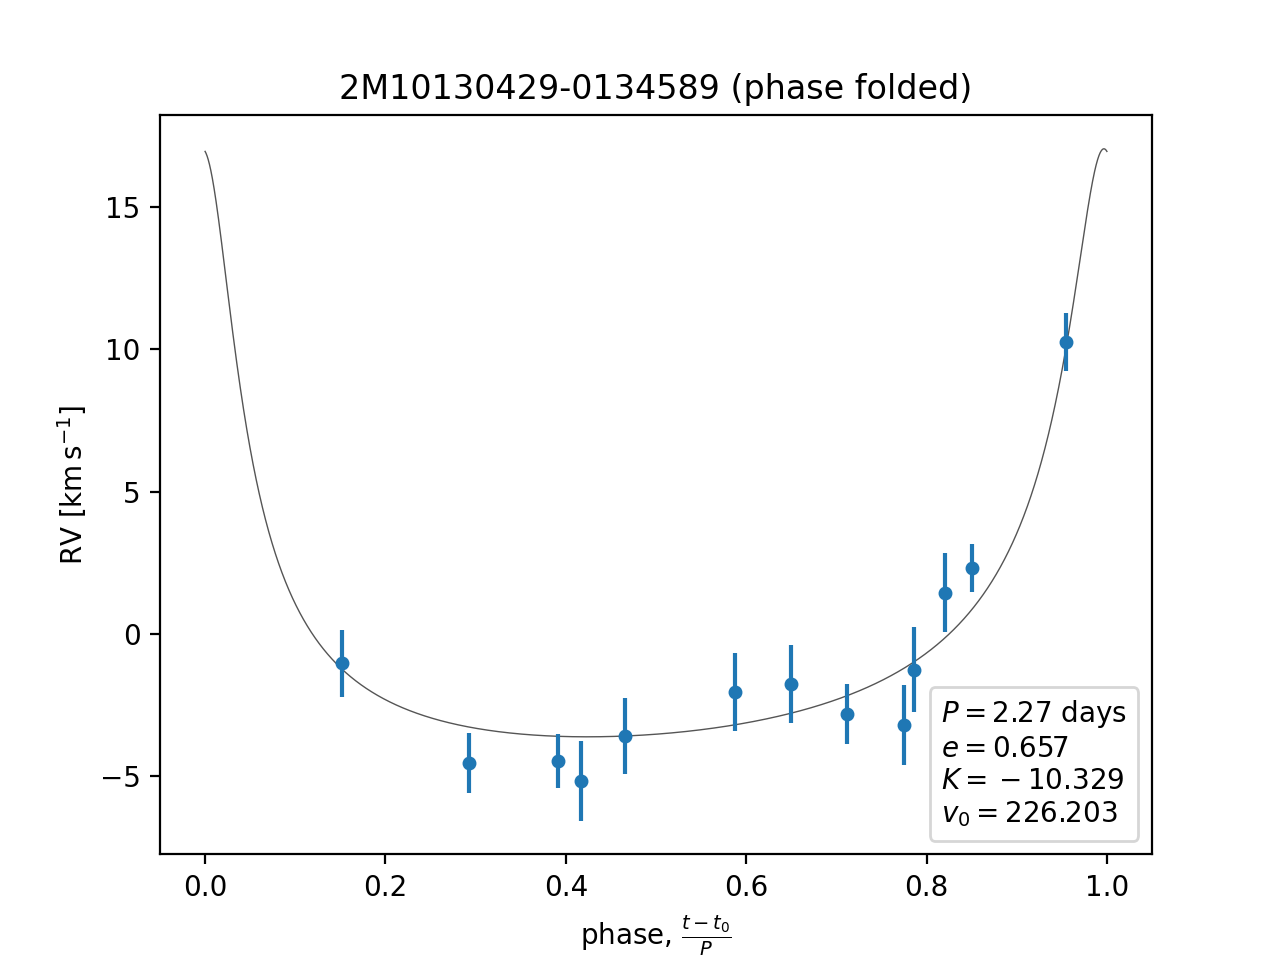 2M10130429-0134589 (phase folded)
RV [km s⁻¹]
15
10
5
0
−5
P = 2.27 days
e = 0.657
K = −10.329
v₀ = 226.203
0.0 0.2 0.4 0.6 0.8 1.0
phase, (t − t₀)/P